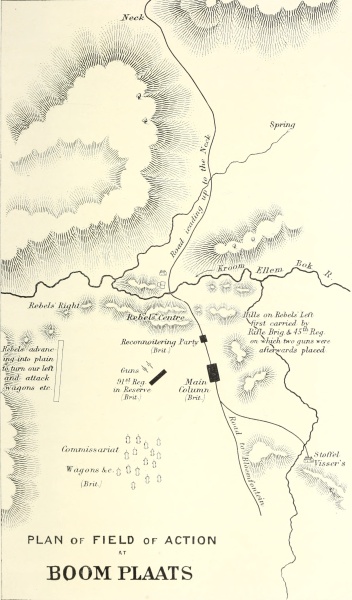 Neck
Spring
Road leading up to the Neck
Kroom Ellem Bok R.
Rebels' Right
Rebels' Centre
Hills on Rebels Left
first carried by
Rifle Brig & 45th Reg
on which two guns were
afterwards placed
Rebels advanc
ing into plain
to turn our left
and attack
wagons etc.
Reconnoitering Party
(Brit.)
Guns
91st Reg.
in Reserve
(Brit.)
Main
Column
(Brit.)
Road to Bloemfontein
Commissariat
Wagons &c.
(Brit)
Stoffel
Visser's
PLAN OF FIELD OF ACTION
AT
BOOM PLAATS